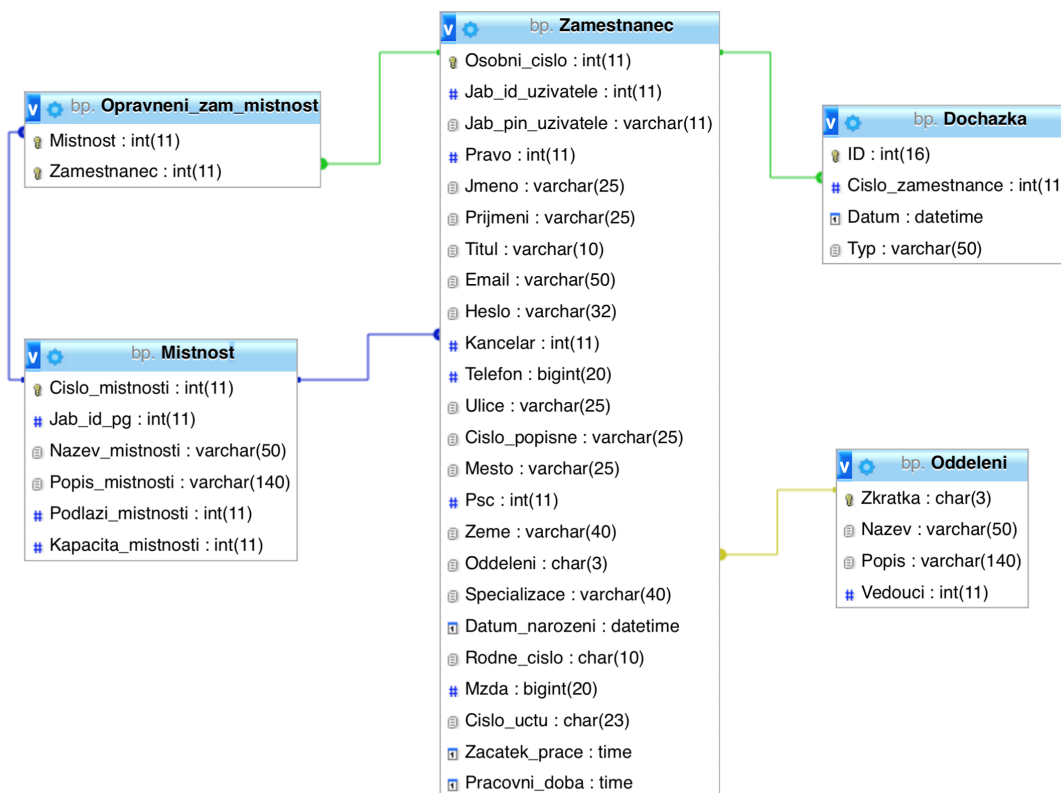 bp. Opravneni_zam_mistnost
Mistnost : int(11)
Zamestnanec : int(11)
bp. Mistnost
Cislo_mistnosti : int(11)
Jab_id_pg : int(11)
Nazev_mistnosti : varchar(50)
Popis_mistnosti : varchar(140)
Podlazi_mistnosti : int(11)
Kapacita_mistnosti : int(11)
bp. Zamestnanec
Osobni_cislo : int(11)
Jab_id_uzivatele : int(11)
Jab_pin_uzivatele : varchar(11)
Pravo : int(11)
Jmeno : varchar(25)
Prijmeni : varchar(25)
Titul : varchar(10)
Email : varchar(50)
Heslo : varchar(32)
Kancelar : int(11)
Telefon : bigint(20)
Ulice : varchar(25)
Cislo_popisne : varchar(25)
Mesto : varchar(25)
Psc : int(11)
Zeme : varchar(40)
Oddeleni : char(3)
Specializace : varchar(40)
Datum_narozeni : datetime
Rodne_cislo : char(10)
Mzda : bigint(20)
Cislo_uctu : char(23)
Zacatek_prace : time
Pracovni_doba : time
bp. Dochazka
ID : int(16)
Cislo_zamestnance : int(11
Datum : datetime
Typ : varchar(50)
bp. Oddeleni
Zkratka : char(3)
Nazev : varchar(50)
Popis : varchar(140)
Vedouci : int(11)